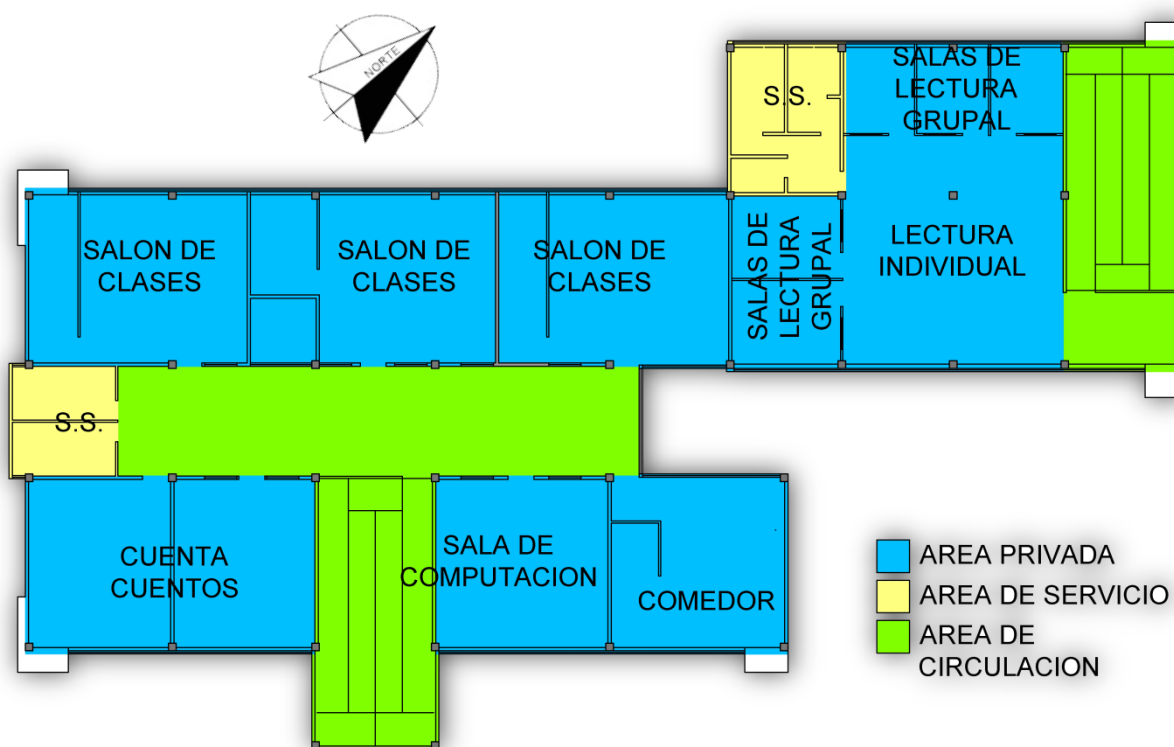 NORTE
SALAS DE
LECTURA
GRUPAL
S.S.
SALON DE
CLASES
SALON DE
CLASES
SALON DE
CLASES
SALAS DE
LECTURA
GRUPAL
LECTURA
INDIVIDUAL
S.S.
CUENTA
CUENTOS
SALA DE
COMPUTACION
COMEDOR
AREA PRIVADA
AREA DE SERVICIO
AREA DE
CIRCULACION